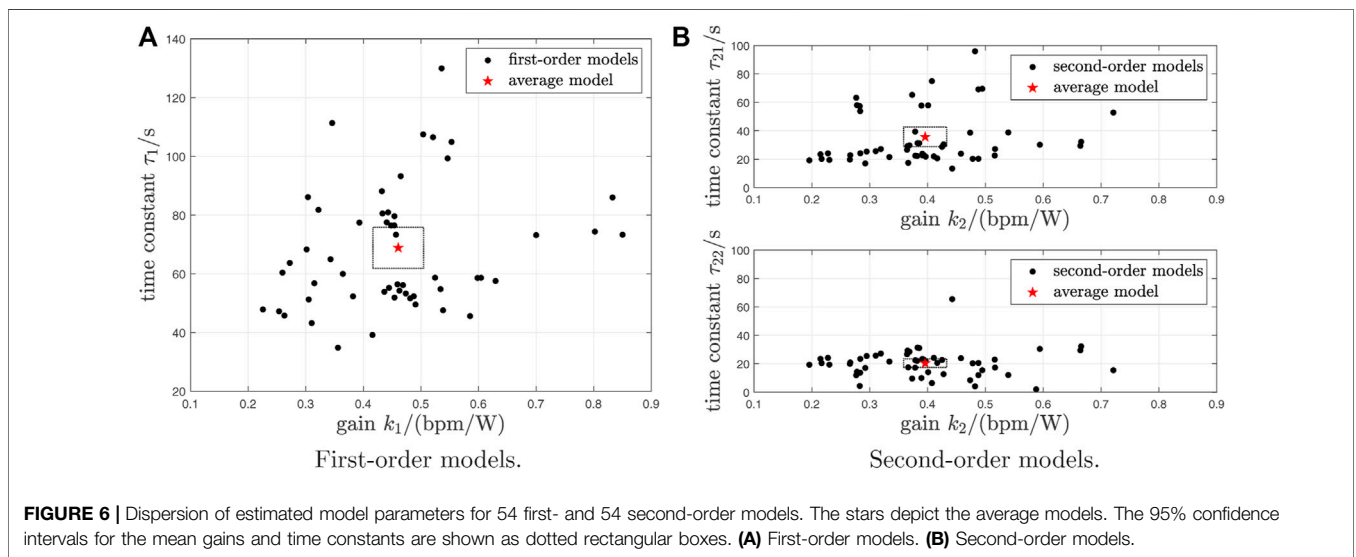 A
140
120
100
80
60
40
20
time constant τ₁/s
first-order models
average model
0.1 0.2 0.3 0.4 0.5 0.6 0.7 0.8 0.9
gain k₁/(bpm/W)
First-order models.
B
100
80
60
40
20
0
time constant τ₂₁/s
second-order models
average model
0.1 0.2 0.3 0.4 0.5 0.6 0.7 0.8 0.9
gain k₂/(bpm/W)
100
80
60
40
20
0
time constant τ₂₂/s
second-order models
average model
0.1 0.2 0.3 0.4 0.5 0.6 0.7 0.8 0.9
gain k₂/(bpm/W)
Second-order models.
FIGURE 6 | Dispersion of estimated model parameters for 54 first- and 54 second-order models. The stars depict the average models. The 95% confidence
intervals for the mean gains and time constants are shown as dotted rectangular boxes. (A) First-order models. (B) Second-order models.